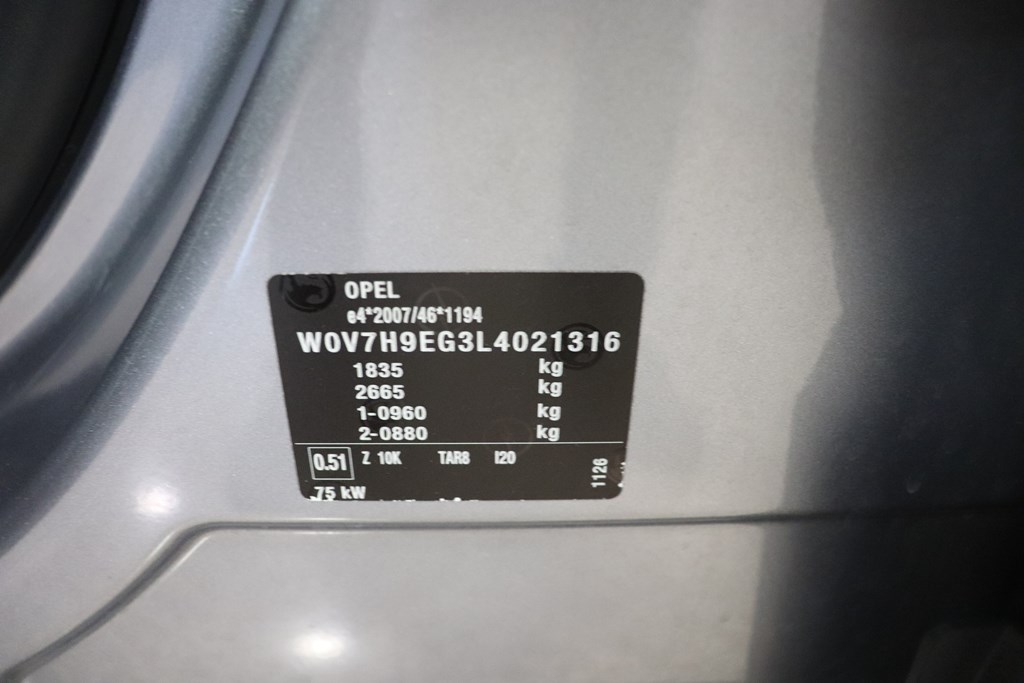 OPEL
e4*2007/46*1194
W0V7H9EG3L4021316
1835 kg
2665 kg
1-0960 kg
2-0880 kg
0.51 Z 10K TAR8 I20
1126
75 kW